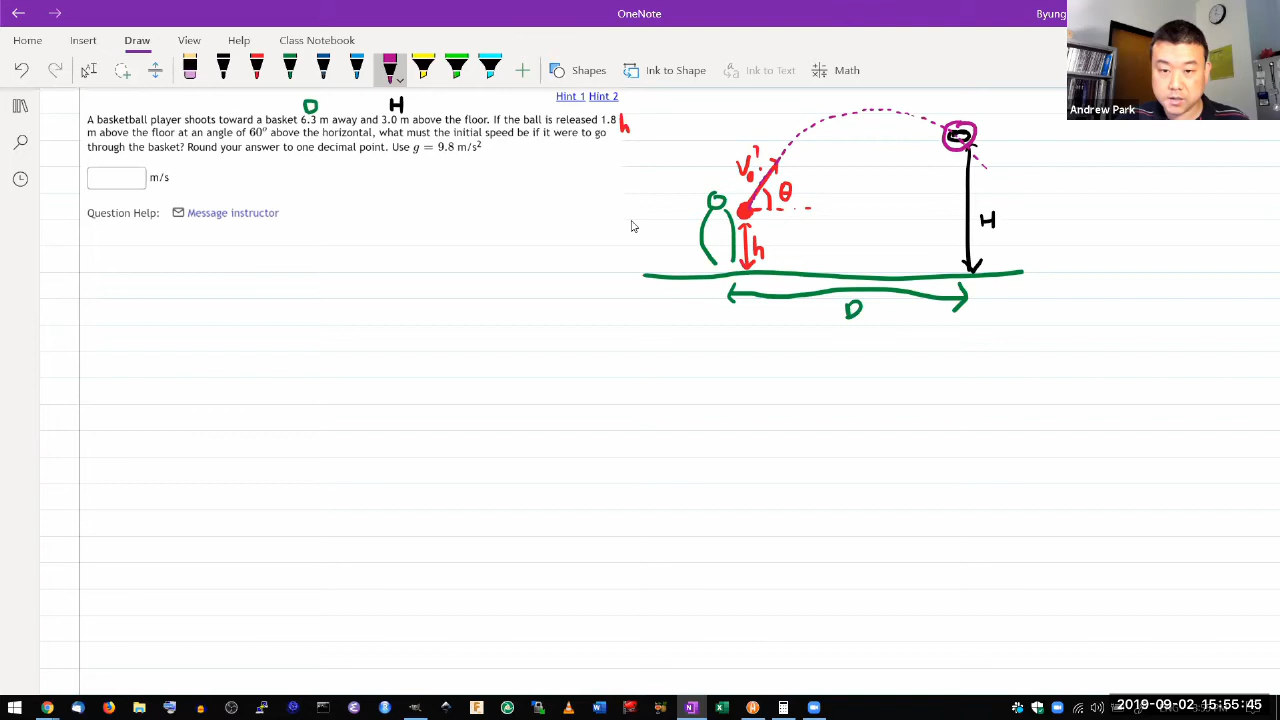 OneNote
Byung
Home Insert Draw View Help Class Notebook
Shapes Ink to Shape Ink to Text Math
Andrew Park
Hint 1 Hint 2
D H
A basketball player shoots toward a basket 6.3 m away and 3.0 m above the floor. If the ball is released 1.8
h
m above the floor at an angle of 60° above the horizontal, what must the initial speed be if it were to go
through the basket? Round your answer to one decimal point. Use g = 9.8 m/s²
m/s
Question Help: Message instructor
V₀?
θ
h
H
D
2019-09-02 15:55:45